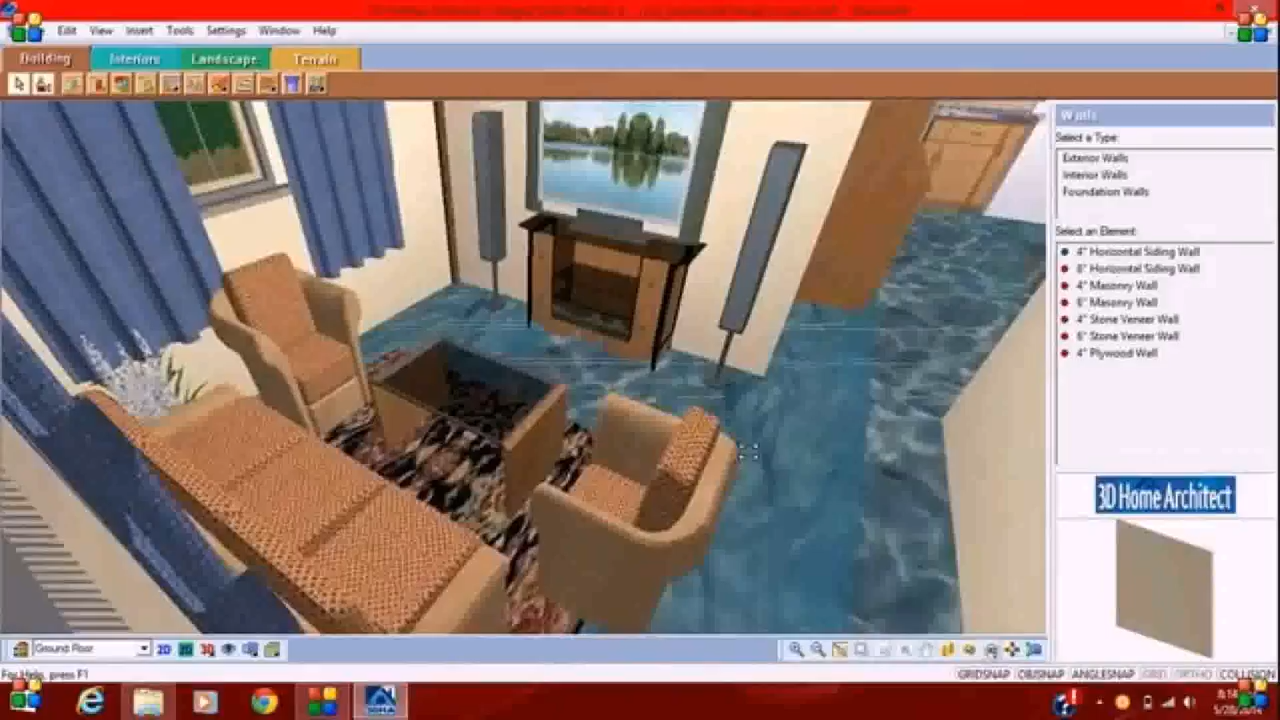 Edit View Insert Tools Settings Window Help
Building Interiors Landscape Terrain
Walls
Select a Type:
Exterior Walls
Interior Walls
Foundation Walls
Select an Element:
4" Horizontal Siding Wall
6" Horizontal Siding Wall
4" Masonry Wall
6" Masonry Wall
4" Stone Veneer Wall
6" Stone Veneer Wall
4" Plywood Wall
3D Home Architect
Ground Floor 2D 3D
For Help, press F1
GRIDSNAP OBJSNAP ANGLESNAP GRID ORTHO COLLISION